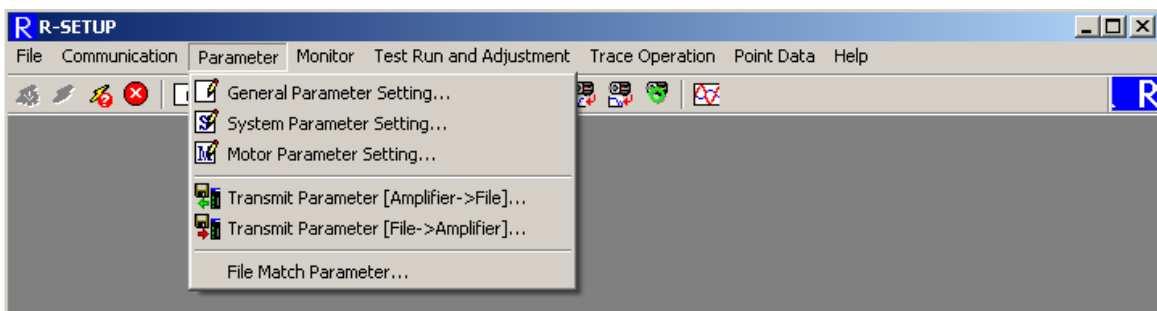 R R-SETUP
File Communication Parameter Monitor Test Run and Adjustment Trace Operation Point Data Help
R
General Parameter Setting...
System Parameter Setting...
Motor Parameter Setting...
Transmit Parameter [Amplifier->File]...
Transmit Parameter [File->Amplifier]...
File Match Parameter...